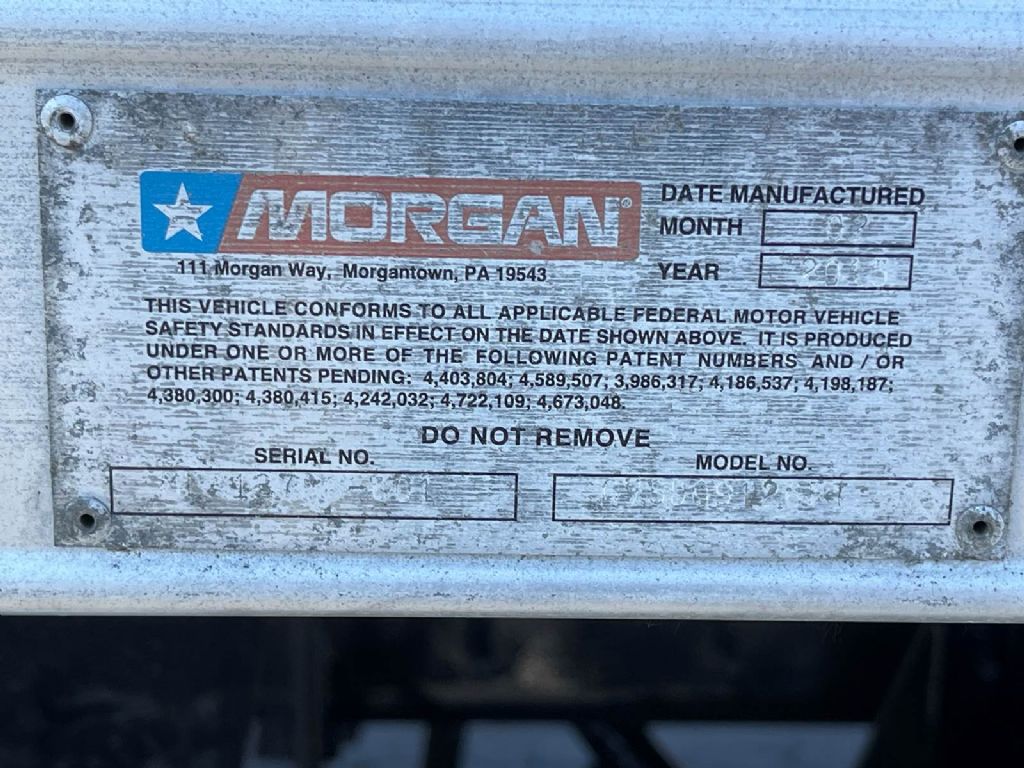 MORGAN®
111 Morgan Way, Morgantown, PA 19543
DATE MANUFACTURED
MONTH 02
YEAR
THIS VEHICLE CONFORMS TO ALL APPLICABLE FEDERAL MOTOR VEHICLE
SAFETY STANDARDS IN EFFECT ON THE DATE SHOWN ABOVE. IT IS PRODUCED
UNDER ONE OR MORE OF THE FOLLOWING PATENT NUMBERS AND / OR
OTHER PATENTS PENDING: 4,403,804; 4,589,507; 3,986,317; 4,186,537; 4,198,187;
4,380,300; 4,380,415; 4,242,032; 4,722,109; 4,673,048.
DO NOT REMOVE
SERIAL NO.
MODEL NO.